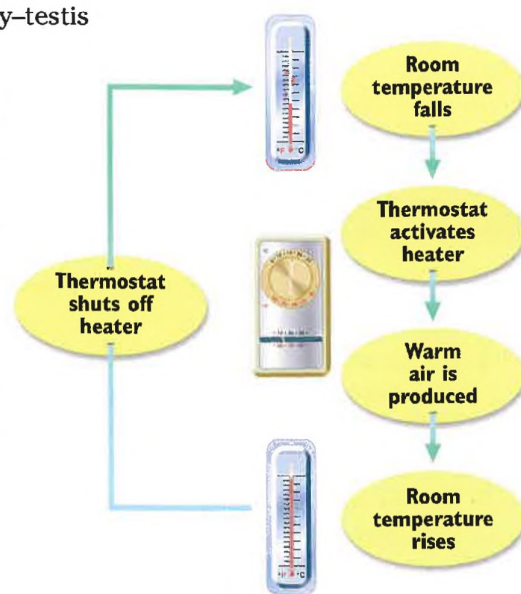 y–testis
Room
temperature
falls
Thermostat
activates
heater
Thermostat
shuts off
heater
Warm
air is
produced
Room
temperature
rises
°F °C
°F °C